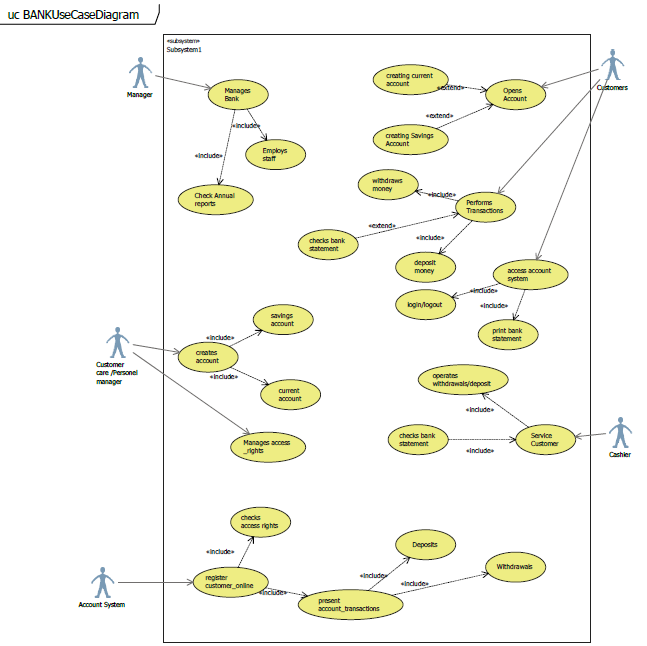 uc BANKUseCaseDiagram
«subsystem»
Subsystem1
Manager
Manages
Bank
«include»
«include»
Employs
staff
Check Annual
reports
creating current
account
«extend»
Opens
Account
Customers
«extend»
creating Savings
Account
withdraws
money
«include»
Performs
Transactions
«extend»
checks bank
statement
«include»
deposit
money
access account
system
login/logout
«include»
«include»
print bank
statement
savings
account
«include»
creates
account
«include»
current
account
Customer
care /Personel
manager
Manages access
_rights
operates
withdrawals/deposit
«include»
checks bank
statement
«include»
Service
Customer
Cashier
checks
access rights
«include»
register
customer_online
Account System
«include»
present
account_transactions
«include»
Deposits
«include»
Withdrawals